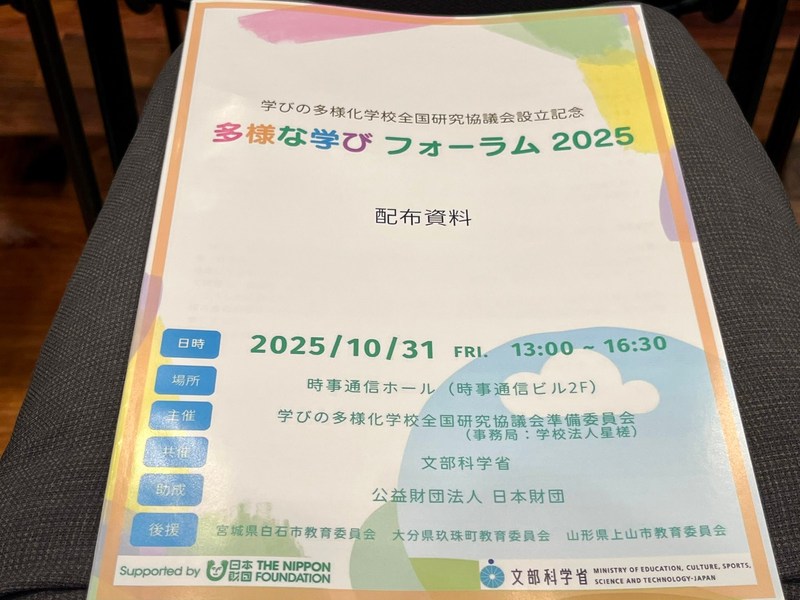 学びの多様化学校全国研究協議会設立記念
多様な学び フォーラム 2025
配布資料
日時 2025/10/31 FRI. 13:00 ~ 16:30
場所 時事通信ホール（時事通信ビル2F）
主催 学びの多様化学校全国研究協議会準備委員会
（事務局：学校法人星槎）
共催 文部科学省
助成 公益財団法人 日本財団
後援 宮城県白石市教育委員会 大分県玖珠町教育委員会 山形県上山市教育委員会
Supported by 日本財団 THE NIPPON FOUNDATION
文部科学省 MINISTRY OF EDUCATION, CULTURE, SPORTS,
SCIENCE AND TECHNOLOGY-JAPAN